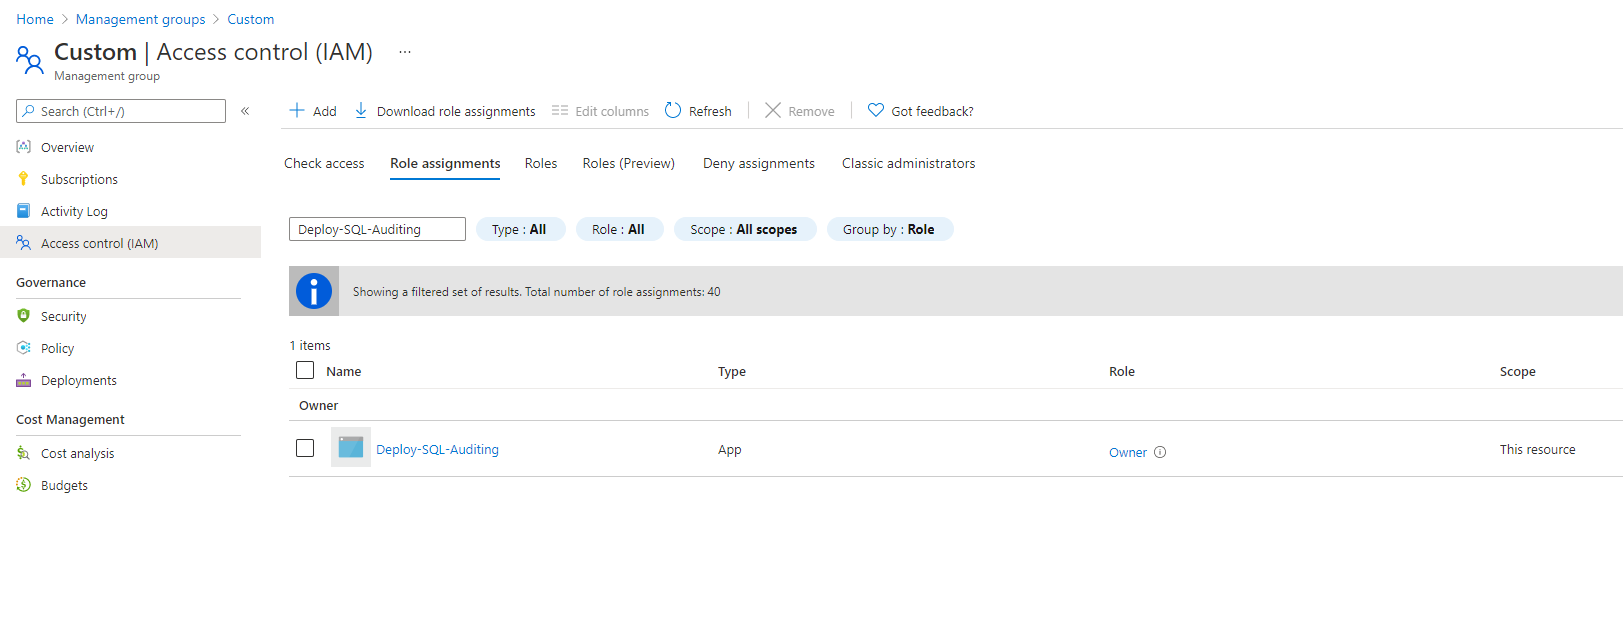 Home > Management groups > Custom
Custom | Access control (IAM) ...
Management group
Search (Ctrl+/) «
Overview
Subscriptions
Activity Log
Access control (IAM)
Governance
Security
Policy
Deployments
Cost Management
Cost analysis
Budgets
Add Download role assignments Edit columns Refresh Remove Got feedback?
Check access Role assignments Roles Roles (Preview) Deny assignments Classic administrators
Deploy-SQL-Auditing Type : All Role : All Scope : All scopes Group by : Role
Showing a filtered set of results. Total number of role assignments: 40
1 items
Name Type Role Scope
Owner
Deploy-SQL-Auditing App Owner This resource